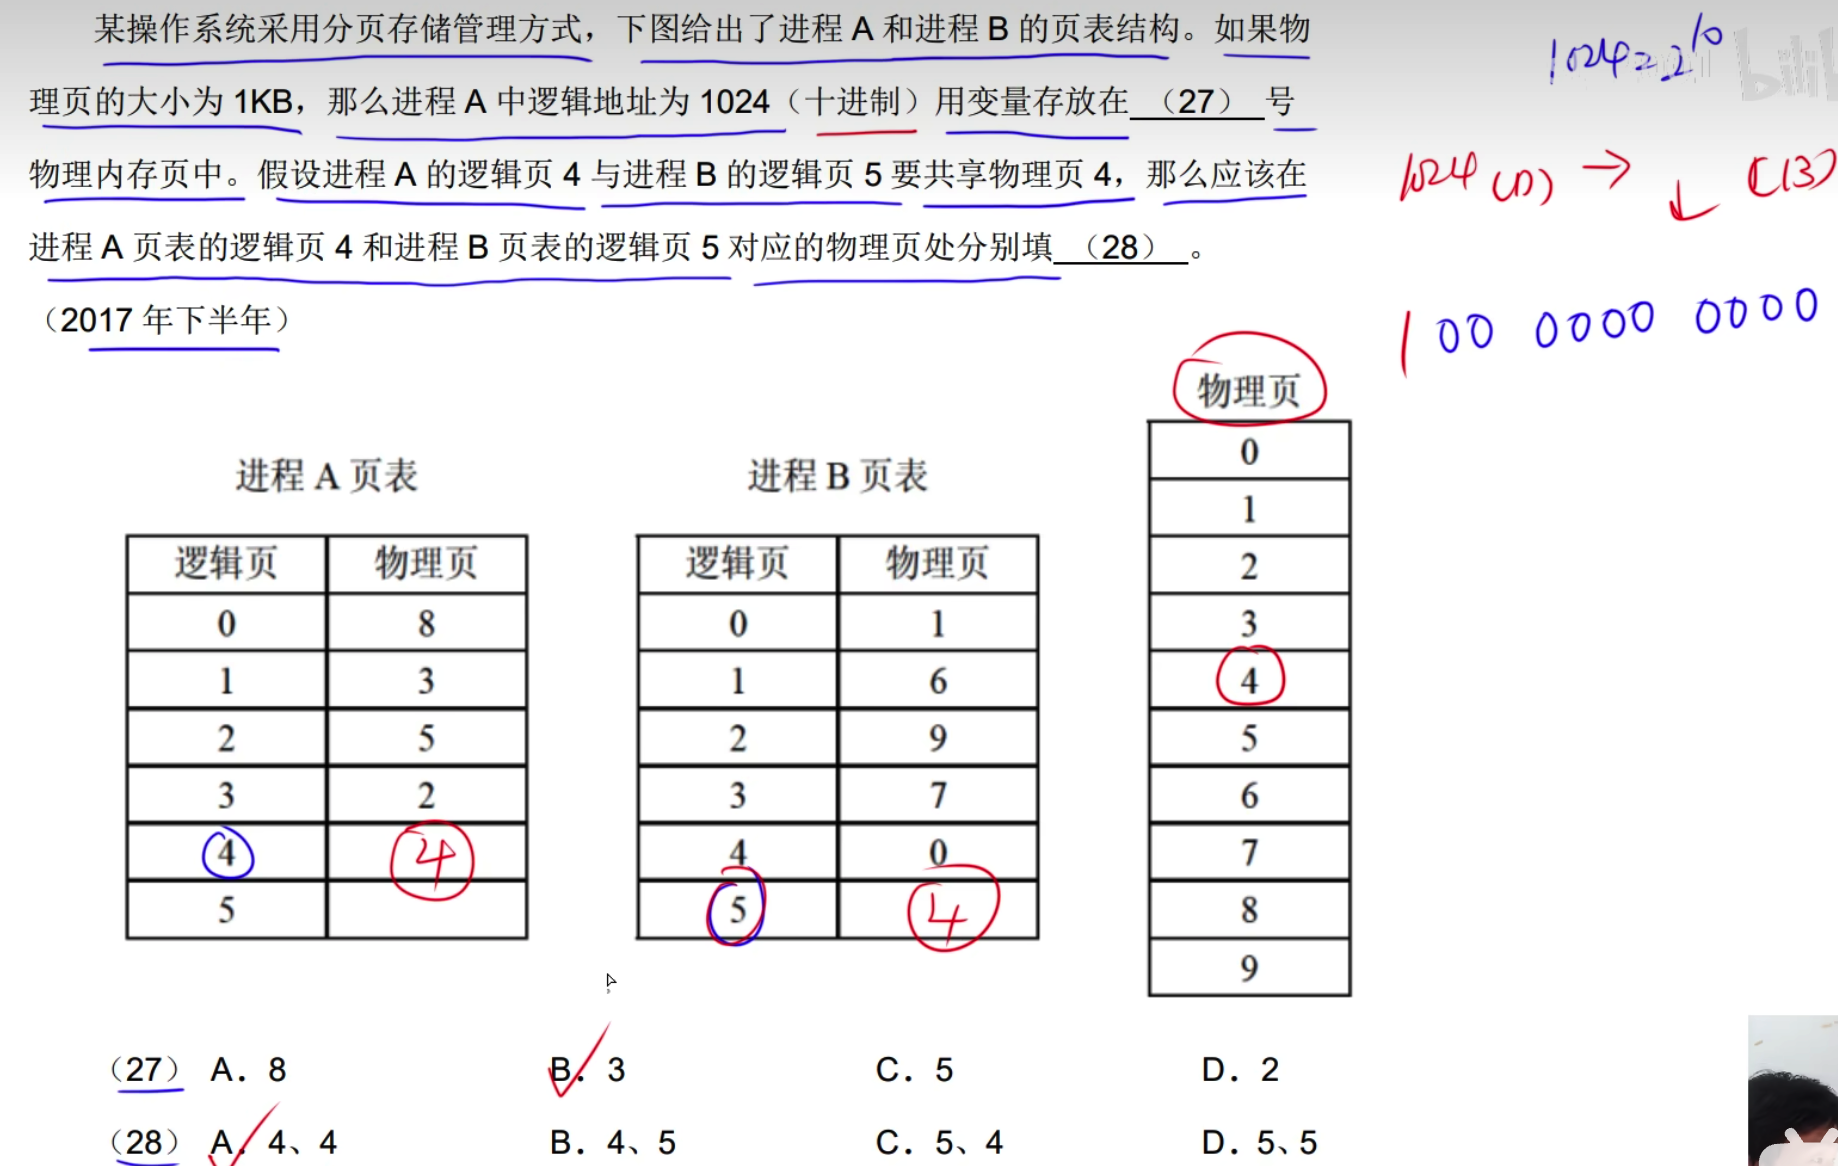 某操作系统采用分页存储管理方式，下图给出了进程 A 和进程 B 的页表结构。如果物
理页的大小为 1KB，那么进程 A 中逻辑地址为 1024（十进制）用变量存放在 （27） 号
物理内存页中。假设进程 A 的逻辑页 4 与进程 B 的逻辑页 5 要共享物理页 4，那么应该在
进程 A 页表的逻辑页 4 和进程 B 页表的逻辑页 5 对应的物理页处分别填 （28） 。
（2017 年下半年）
1024=2^10
bili
1024 →
↓
1 00 0000 0000
进程 A 页表
逻辑页 物理页
0 8
1 3
2 5
3 2
4 4
5
进程 B 页表
逻辑页 物理页
0 1
1 6
2 9
3 7
4 0
5 4
物理页
0
1
2
3
4
5
6
7
8
9
（27） A. 8 B. 3 C. 5 D. 2
（28） A. 4、4 B. 4、5 C. 5、4 D. 5、5